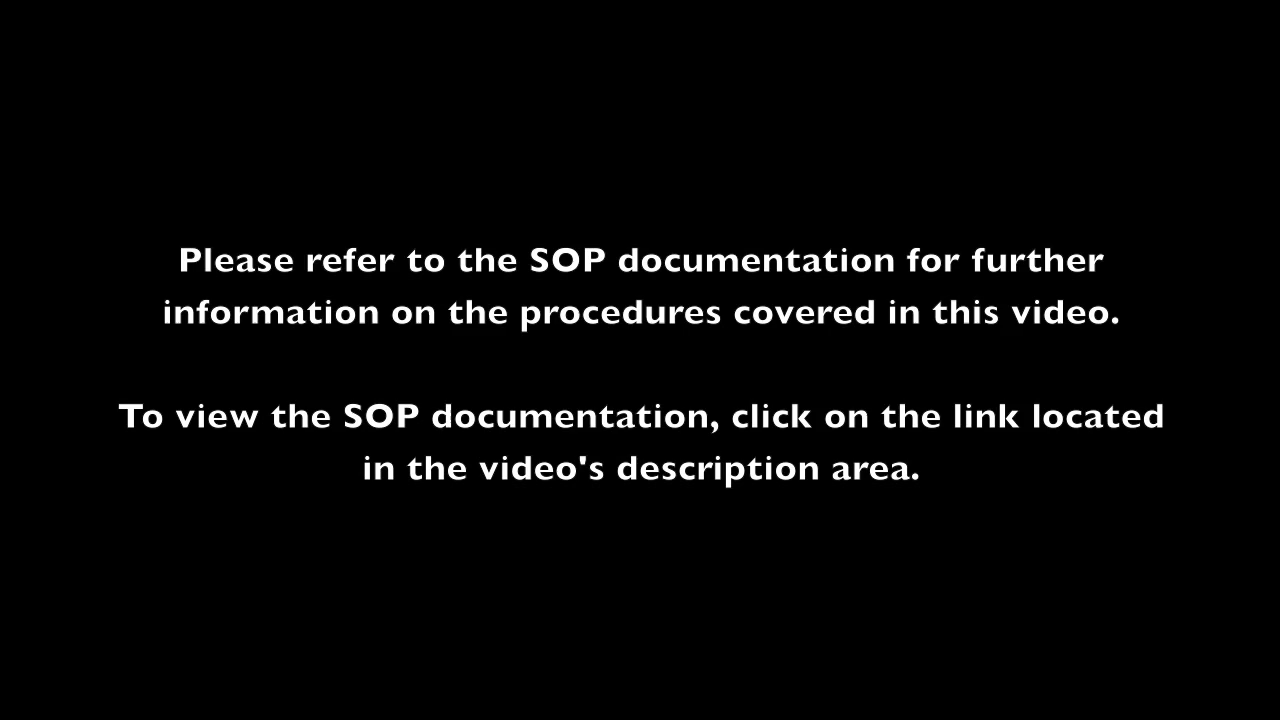 Please refer to the SOP documentation for further
information on the procedures covered in this video.
To view the SOP documentation, click on the link located
in the video's description area.